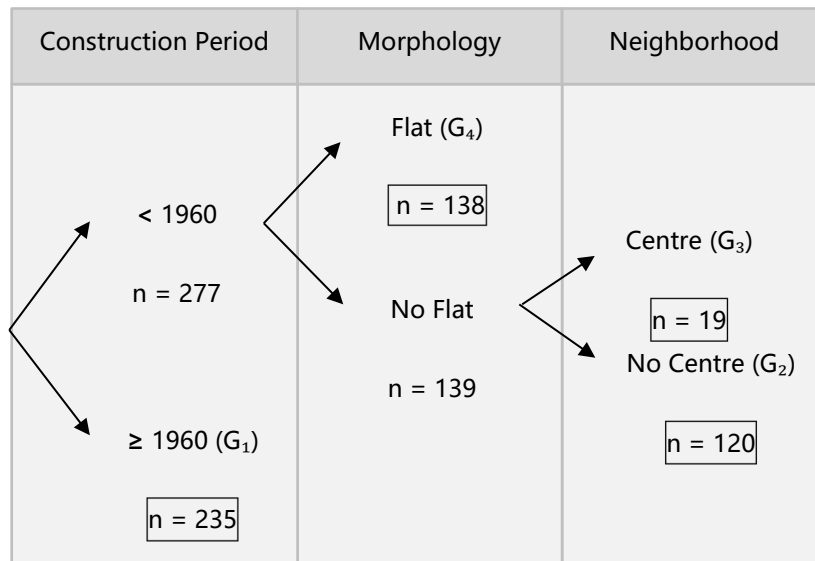 Construction Period
Morphology
Neighborhood
< 1960
n = 277
≥ 1960 (G₁)
n = 235
Flat (G₄)
n = 138
No Flat
n = 139
Centre (G₃)
n = 19
No Centre (G₂)
n = 120